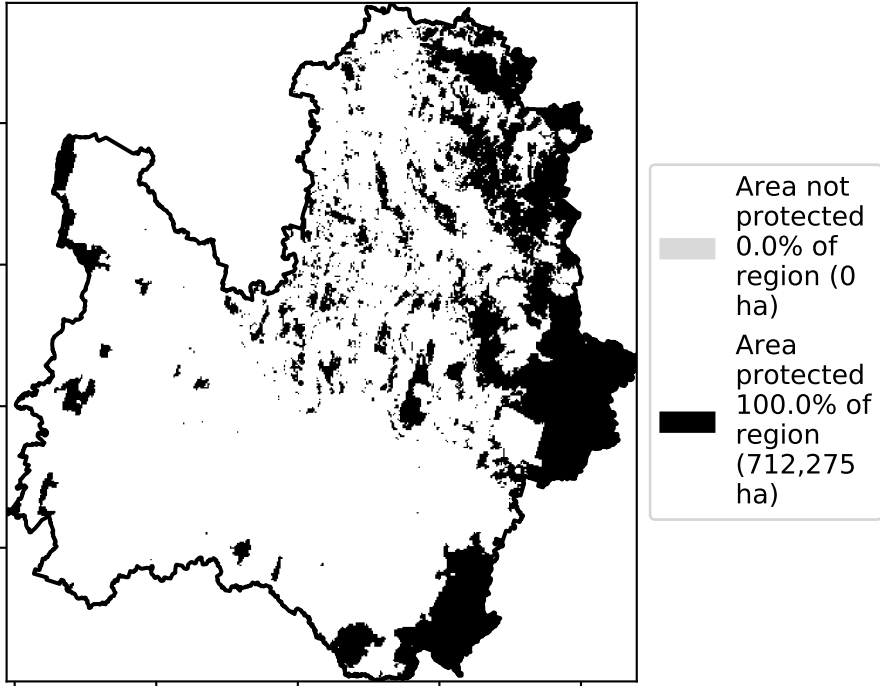 Area not
protected
0.0% of
region (0
ha)
Area
protected
100.0% of
region
(712,275
ha)